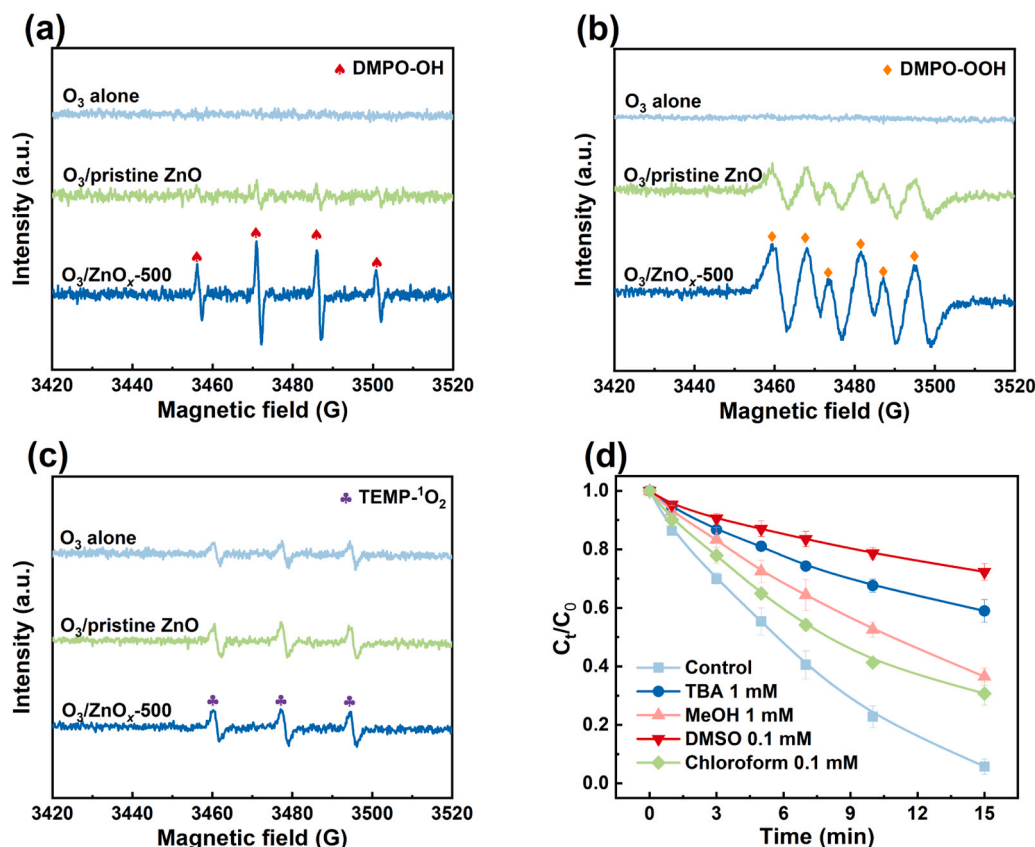 (a)
♠ DMPO-OH
O₃ alone
O₃/pristine ZnO
O₃/ZnOₓ-500
Intensity (a.u.)
3420 3440 3460 3480 3500 3520
Magnetic field (G)
(b)
♦ DMPO-OOH
O₃ alone
O₃/pristine ZnO
O₃/ZnOₓ-500
Intensity (a.u.)
3420 3440 3460 3480 3500 3520
Magnetic field (G)
(c)
♣ TEMP-¹O₂
O₃ alone
O₃/pristine ZnO
O₃/ZnOₓ-500
Intensity (a.u.)
3420 3440 3460 3480 3500 3520
Magnetic field (G)
(d)
1.0
0.8
0.6
0.4
0.2
0.0
Cₜ/C₀
Control
TBA 1 mM
MeOH 1 mM
DMSO 0.1 mM
Chloroform 0.1 mM
0 3 6 9 12 15
Time (min)